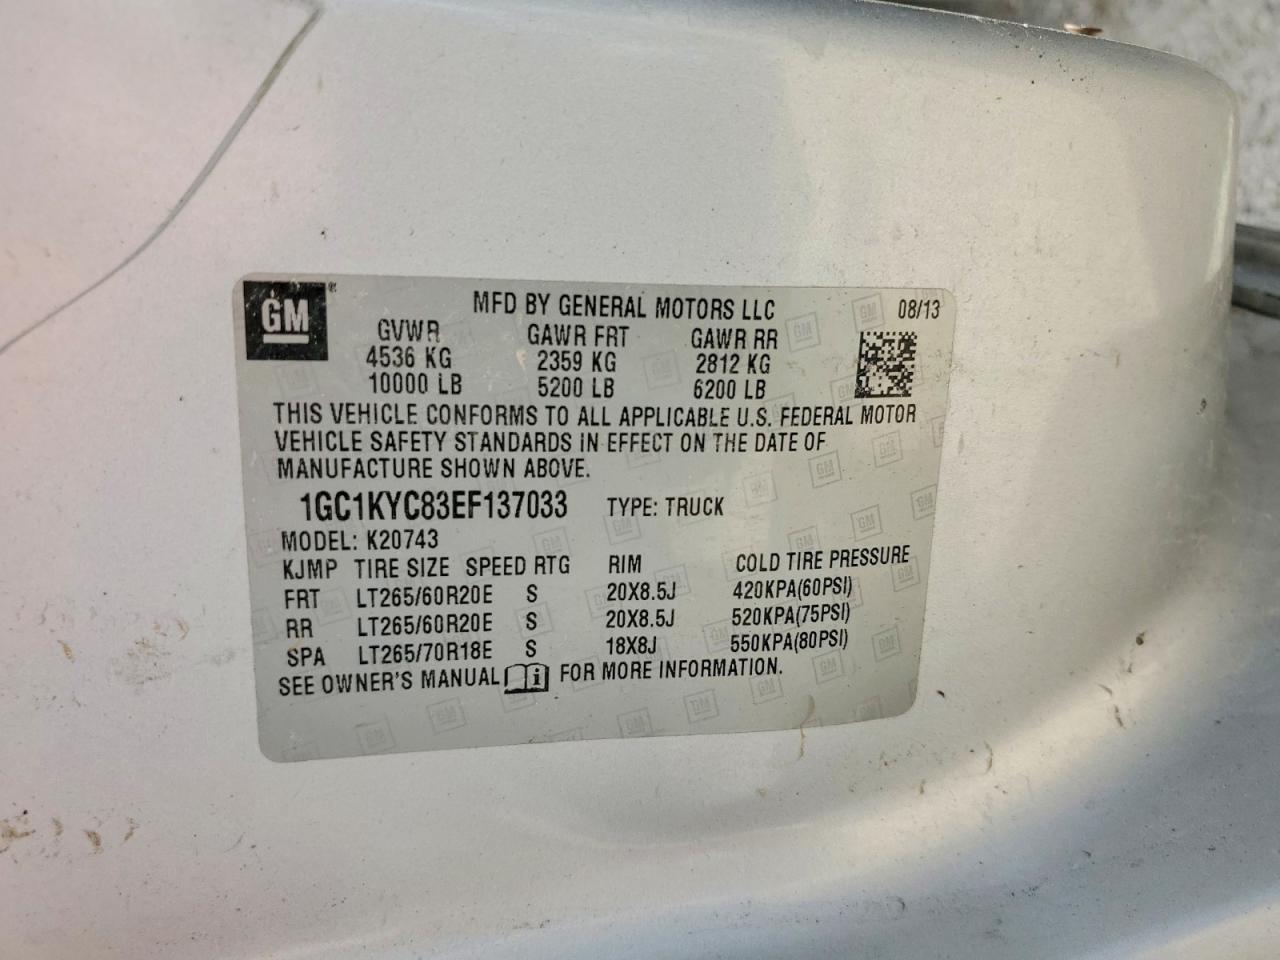 GM ®
MFD BY GENERAL MOTORS LLC 08/13
GVWR GAWR FRT GAWR RR
4536 KG 2359 KG 2812 KG
10000 LB 5200 LB 6200 LB
THIS VEHICLE CONFORMS TO ALL APPLICABLE U.S. FEDERAL MOTOR
VEHICLE SAFETY STANDARDS IN EFFECT ON THE DATE OF
MANUFACTURE SHOWN ABOVE.
1GC1KYC83EF137033 TYPE: TRUCK
MODEL: K20743
KJMP TIRE SIZE SPEED RTG RIM COLD TIRE PRESSURE
FRT LT265/60R20E S 20X8.5J 420KPA(60PSI)
RR LT265/60R20E S 20X8.5J 520KPA(75PSI)
SPA LT265/70R18E S 18X8J 550KPA(80PSI)
SEE OWNER'S MANUAL i FOR MORE INFORMATION.